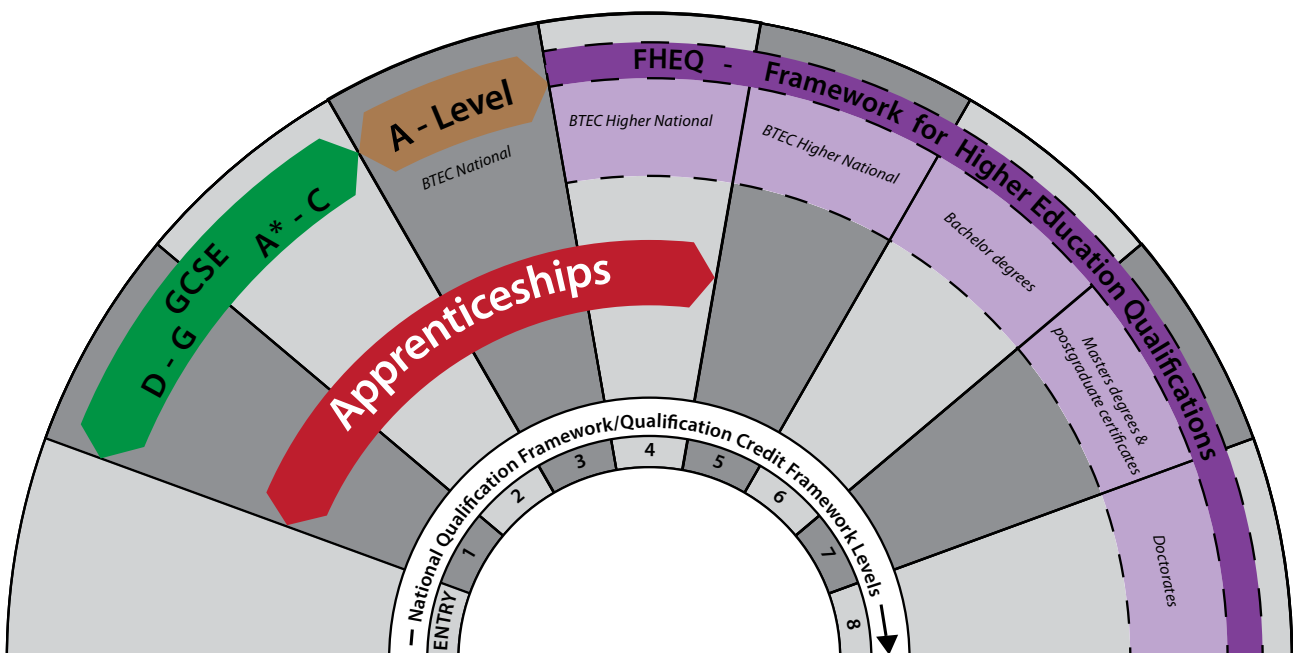 GCSE
D - G
A* - C
A - Level
BTEC National
Apprenticeships
FHEQ - Framework for Higher Education Qualifications
BTEC Higher National
BTEC Higher National
Bachelor degrees
Masters degrees &
postgraduate certificates
Doctorates
National Qualification Framework/Qualification Credit Framework Levels
ENTRY
1
2
3
4
5
6
7
8